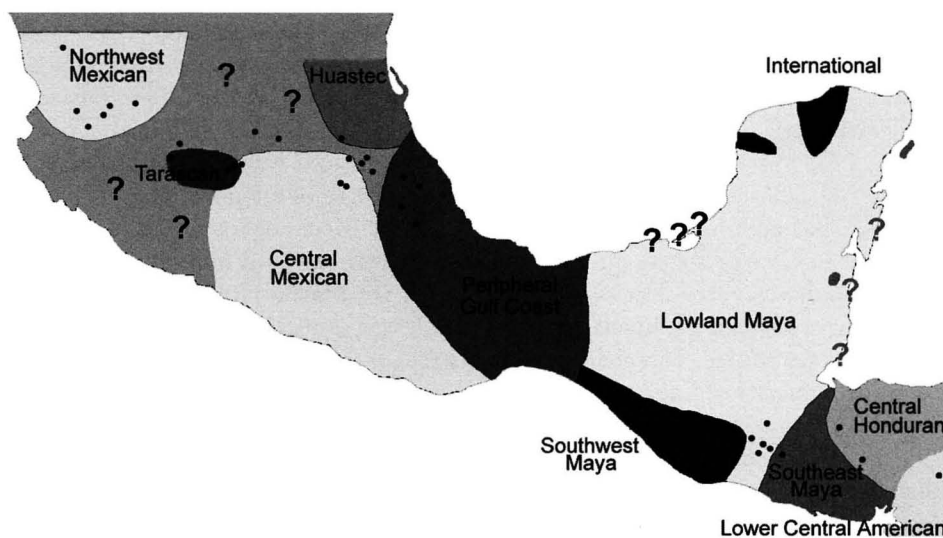 Northwest
Mexican
Huastec
International
?
?
Tarascan
?
?
Central
Mexican
Peripheral
Gulf Coast
?
?
?
?
?
Lowland Maya
?
Central
Honduran
Southwest
Maya
Southeast
Maya
Lower Central American